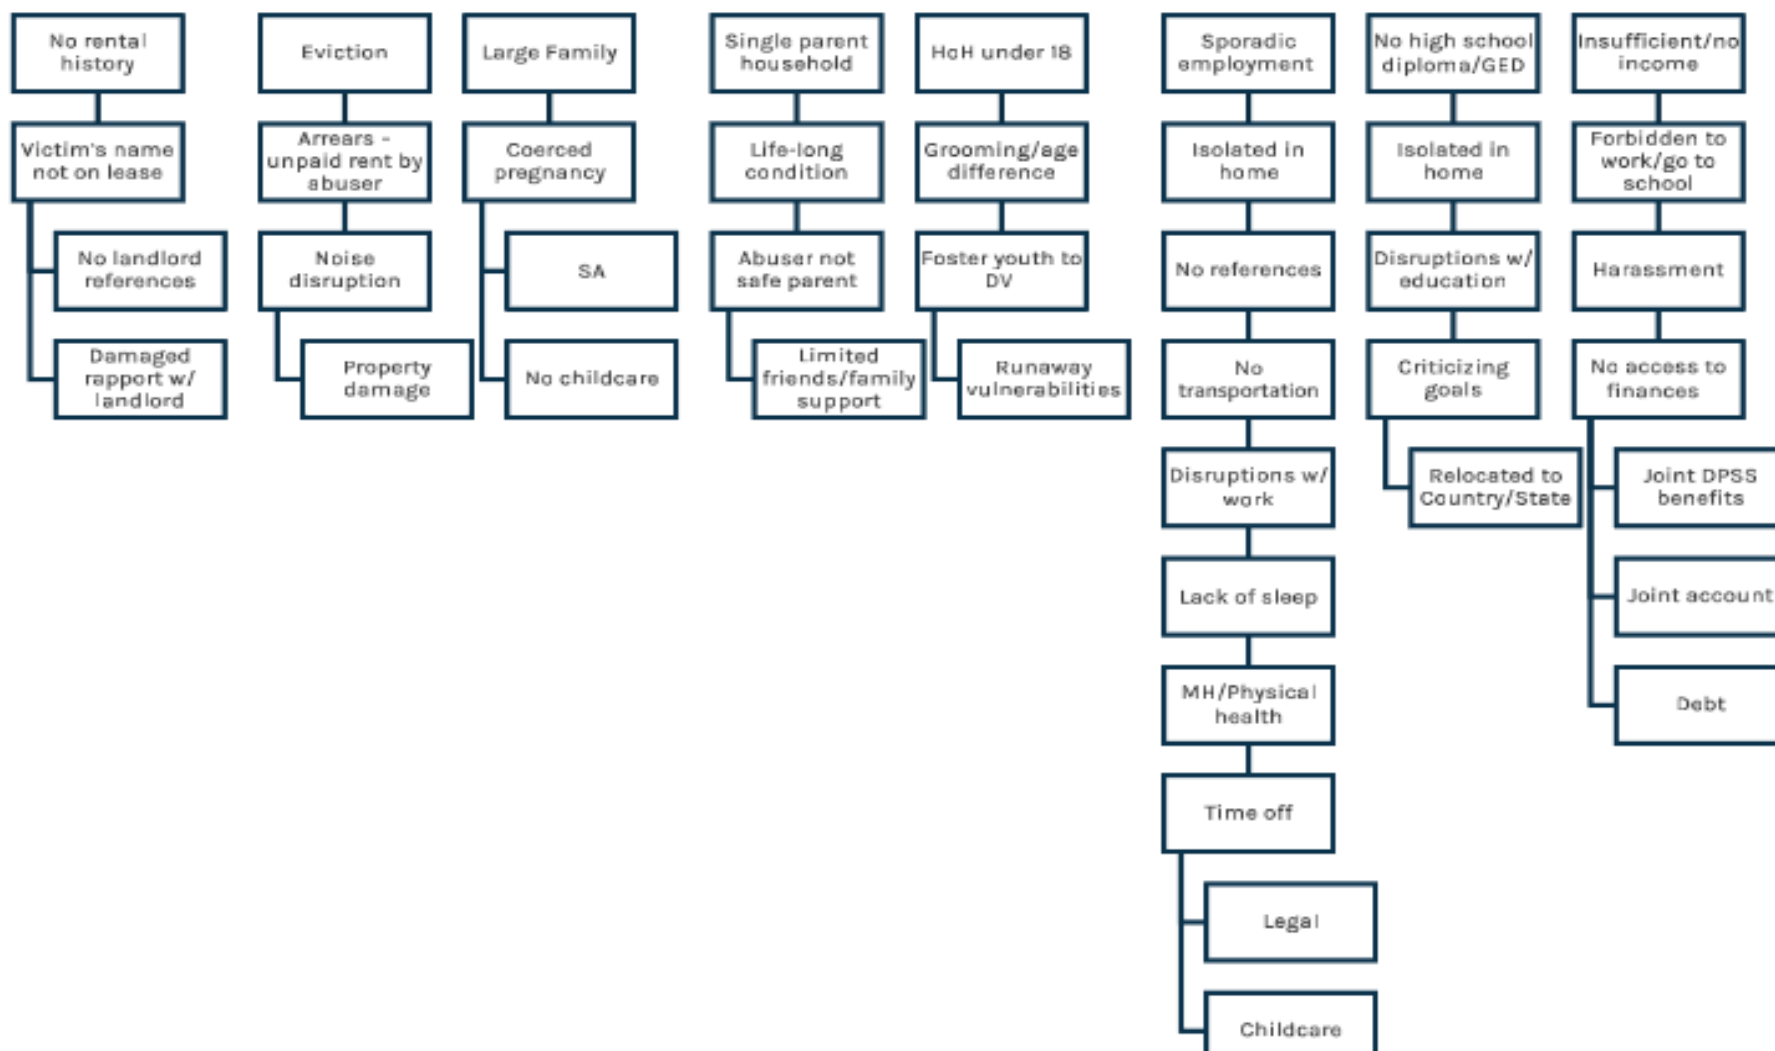 No rental
history
Victim's name
not on lease
No landlord
references
Damaged
rapport w/
landlord
Eviction
Arrears -
unpaid rent by
abuser
Noise
disruption
Property
damage
Large Family
Coerced
pregnancy
SA
No childcare
Single parent
household
Life-long
condition
Abuser not
safe parent
Limited
friends/family
support
HoH under 18
Grooming/age
difference
Foster youth to
DV
Runaway
vulnerabilities
Sporadic
employment
Isolated in
home
No references
No
transportation
Disruptions w/
work
Lack of sleep
MH/Physical
health
Time off
Legal
Childcare
No high school
diploma/GED
Isolated in
home
Disruptions w/
education
Criticizing
goals
Relocated to
Country/State
Insufficient/no
income
Forbidden to
work/go to
school
Harassment
No access to
finances
Joint DPSS
benefits
Joint account
Debt